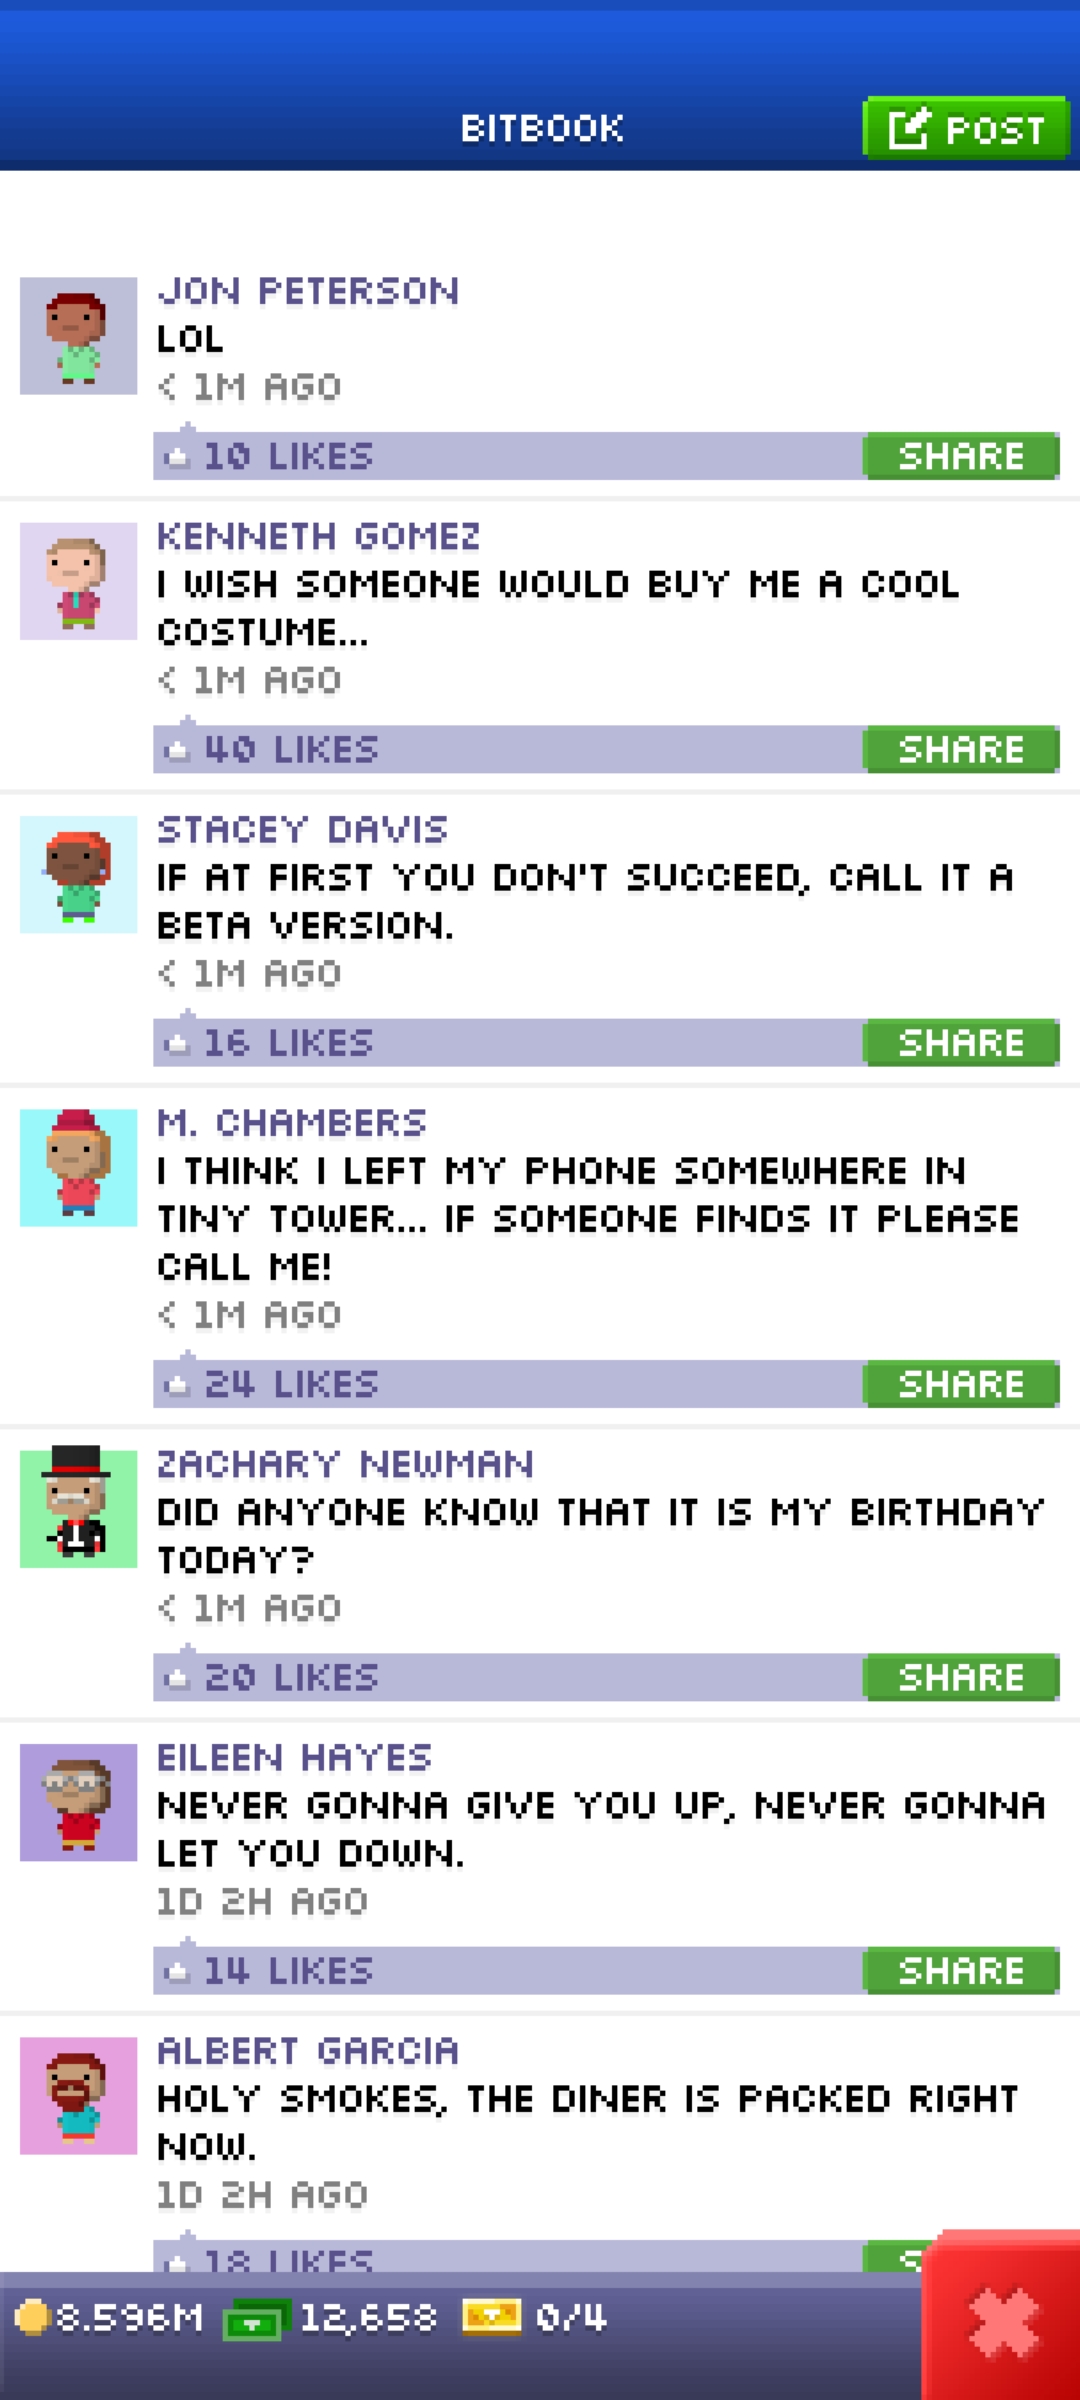 BITBOOK
POST
JON PETERSON
LOL
< 1M AGO
10 LIKES
SHARE
KENNETH GOMEZ
I WISH SOMEONE WOULD BUY ME A COOL
COSTUME...
< 1M AGO
40 LIKES
SHARE
STACEY DAVIS
IF AT FIRST YOU DON'T SUCCEED, CALL IT A
BETA VERSION.
< 1M AGO
16 LIKES
SHARE
M. CHAMBERS
I THINK I LEFT MY PHONE SOMEWHERE IN
TINY TOWER... IF SOMEONE FINDS IT PLEASE
CALL ME!
< 1M AGO
24 LIKES
SHARE
ZACHARY NEWMAN
DID ANYONE KNOW THAT IT IS MY BIRTHDAY
TODAY?
< 1M AGO
20 LIKES
SHARE
EILEEN HAYES
NEVER GONNA GIVE YOU UP, NEVER GONNA
LET YOU DOWN.
1D 2H AGO
14 LIKES
SHARE
ALBERT GARCIA
HOLY SMOKES, THE DINER IS PACKED RIGHT
NOW.
1D 2H AGO
18 LIKES
8.596M 12,658 0/4